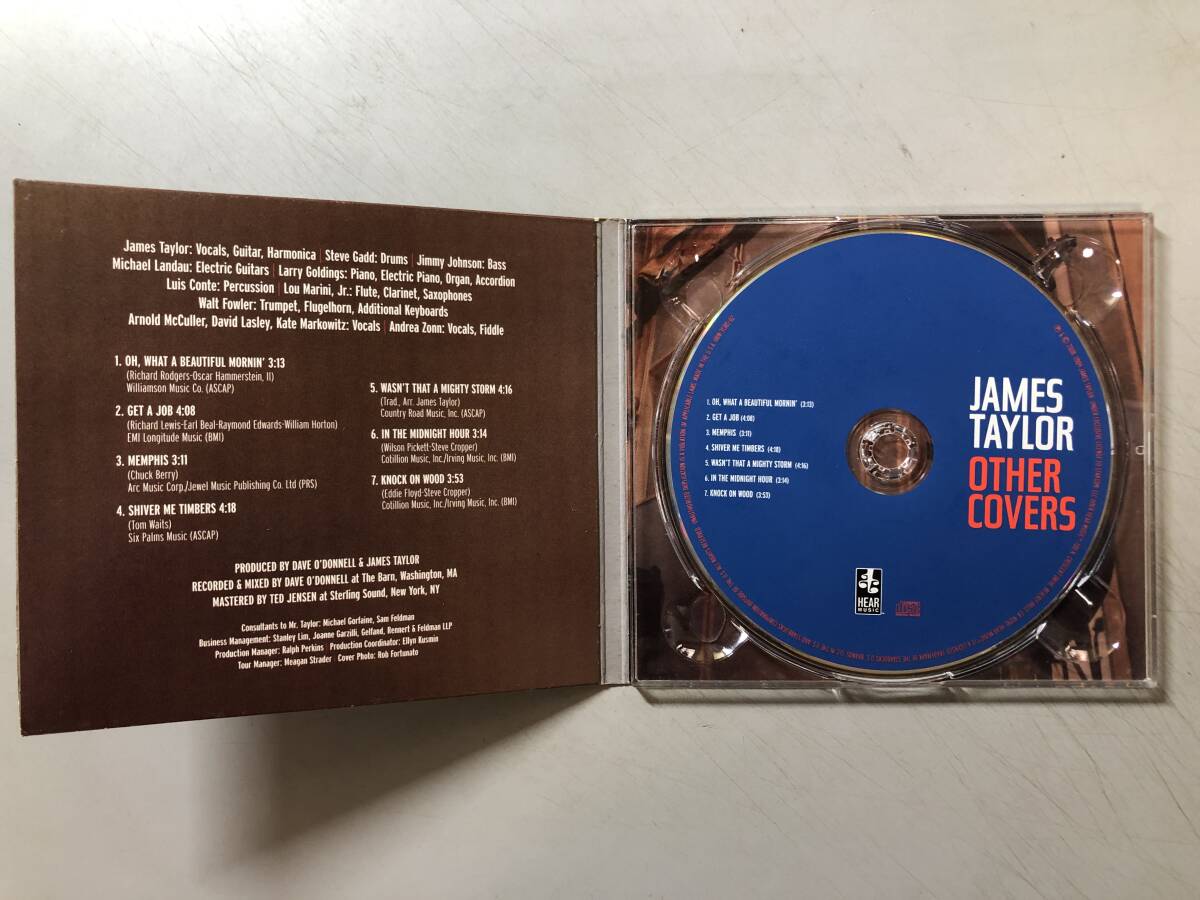 James Taylor: Vocals, Guitar, Harmonica | Steve Gadd: Drums | Jimmy Johnson: Bass
Michael Landau: Electric Guitars | Larry Goldings: Piano, Electric Piano, Organ, Accordion
Luis Conte: Percussion | Lou Marini, Jr.: Flute, Clarinet, Saxophones
Walt Fowler: Trumpet, Flugelhorn, Additional Keyboards
Arnold McCuller, David Lasley, Kate Markowitz: Vocals | Andrea Zonn: Vocals, Fiddle
1. OH, WHAT A BEAUTIFUL MORNIN' 3:13
(Richard Rodgers-Oscar Hammerstein, II)
Williamson Music Co. (ASCAP)
2. GET A JOB 4:08
(Richard Lewis-Earl Beal-Raymond Edwards-William Horton)
EMI Longitude Music (BMI)
3. MEMPHIS 3:11
(Chuck Berry)
Arc Music Corp./Jewel Music Publishing Co. Ltd (PRS)
4. SHIVER ME TIMBERS 4:18
(Tom Waits)
Six Palms Music (ASCAP)
5. WASN'T THAT A MIGHTY STORM 4:16
(Trad., Arr. James Taylor)
Country Road Music, Inc. (ASCAP)
6. IN THE MIDNIGHT HOUR 3:14
(Wilson Pickett-Steve Cropper)
Cotillion Music, Inc./Irving Music, Inc. (BMI)
7. KNOCK ON WOOD 3:53
(Eddie Floyd-Steve Cropper)
Cotillion Music, Inc./Irving Music, Inc. (BMI)
PRODUCED BY DAVE O'DONNELL & JAMES TAYLOR
RECORDED & MIXED BY DAVE O'DONNELL at The Barn, Washington, MA
MASTERED BY TED JENSEN at Sterling Sound, New York, NY
Consultants to Mr. Taylor: Michael Gorfaine, Sam Feldman
Business Management: Stanley Lim, Joanne Garzilli, Gelfand, Rennert & Feldman LLP
Production Manager: Ralph Perkins | Production Coordinator: Ellyn Kusmin
Tour Manager: Meagan Strader | Cover Photo: Rob Fortunato
1. OH, WHAT A BEAUTIFUL MORNIN' (3:13)
2. GET A JOB (4:08)
3. MEMPHIS (3:11)
4. SHIVER ME TIMBERS (4:18)
5. WASN'T THAT A MIGHTY STORM (4:16)
6. IN THE MIDNIGHT HOUR (3:14)
7. KNOCK ON WOOD (3:53)
JAMES
TAYLOR
OTHER
COVERS
HEAR
MUSIC